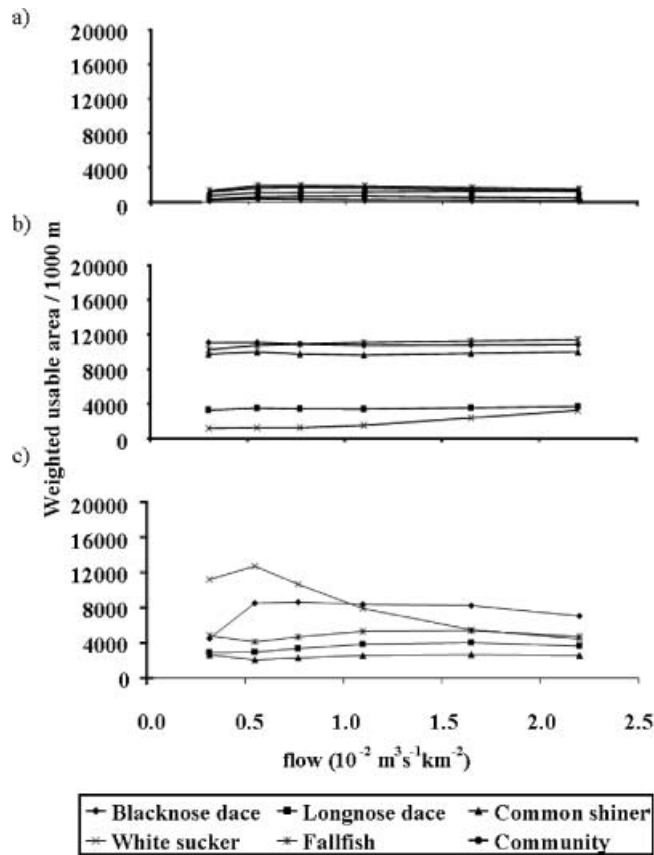 a)
20000
16000
12000
8000
4000
0
b)
20000
16000
12000
8000
4000
0
c)
20000
16000
12000
8000
4000
0
Weighted usable area / 1000 m
0.0 0.5 1.0 1.5 2.0 2.5
flow (10⁻² m³s⁻¹km⁻²)
Blacknose dace Longnose dace Common shiner
White sucker Fallfish Community